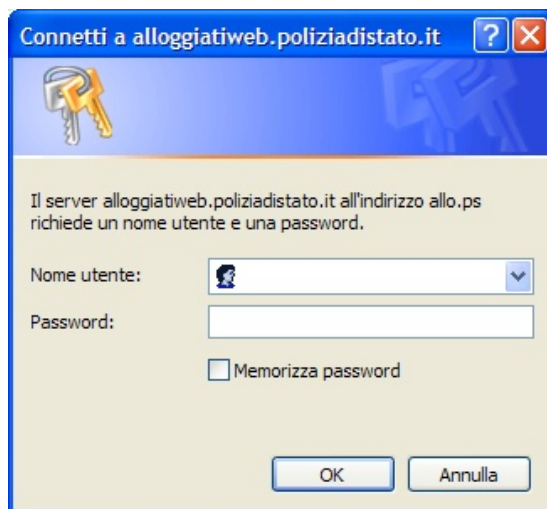 Connetti a alloggiatiweb.poliziadistato.it
Il server alloggiatiweb.poliziadistato.it all'indirizzo allo.ps
richiede un nome utente e una password.
Nome utente:
Password:
Memorizza password
OK Annulla